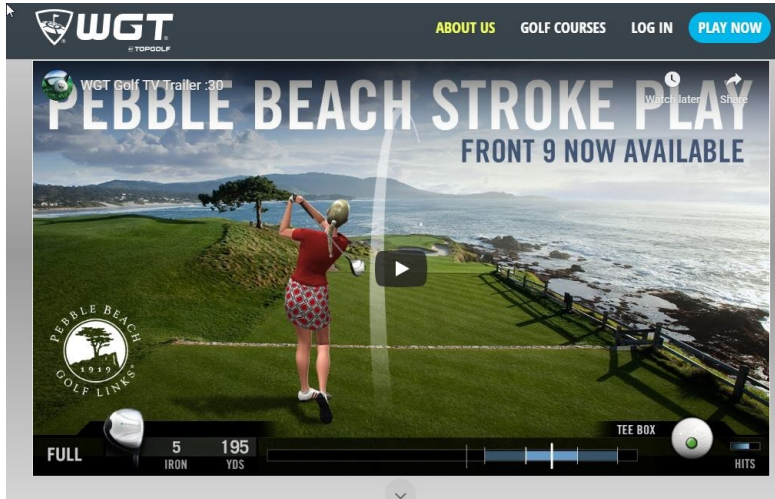 WGT
BY TOPGOLF
ABOUT US
GOLF COURSES
LOG IN
PLAY NOW
WGT Golf TV Trailer :30
Watch later
Share
PEBBLE BEACH STROKE PLAY
FRONT 9 NOW AVAILABLE
PEBBLE BEACH
1919
GOLF LINKS
TEE BOX
FULL
5
IRON
195
YDS
HITS